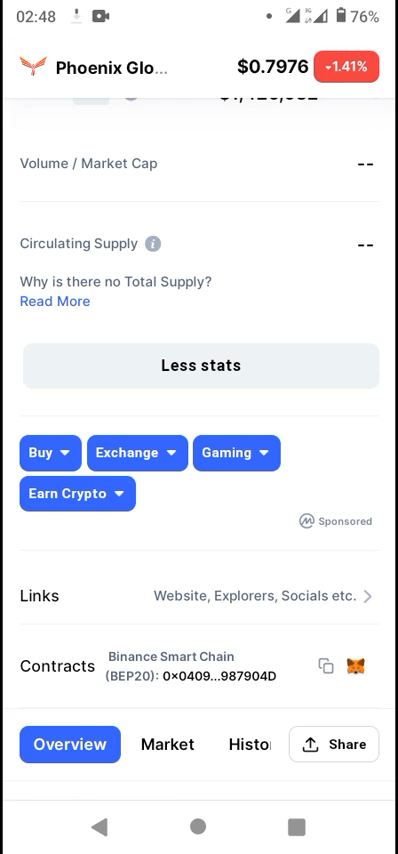 02:48
76%
Phoenix Glo...
$0.7976
-1.41%
Volume / Market Cap
--
Circulating Supply
--
Why is there no Total Supply?
Read More
Less stats
Buy
Exchange
Gaming
Earn Crypto
Sponsored
Links
Website, Explorers, Socials etc.
Contracts
Binance Smart Chain
(BEP20): 0x0409...987904D
Overview
Market
Histo
Share